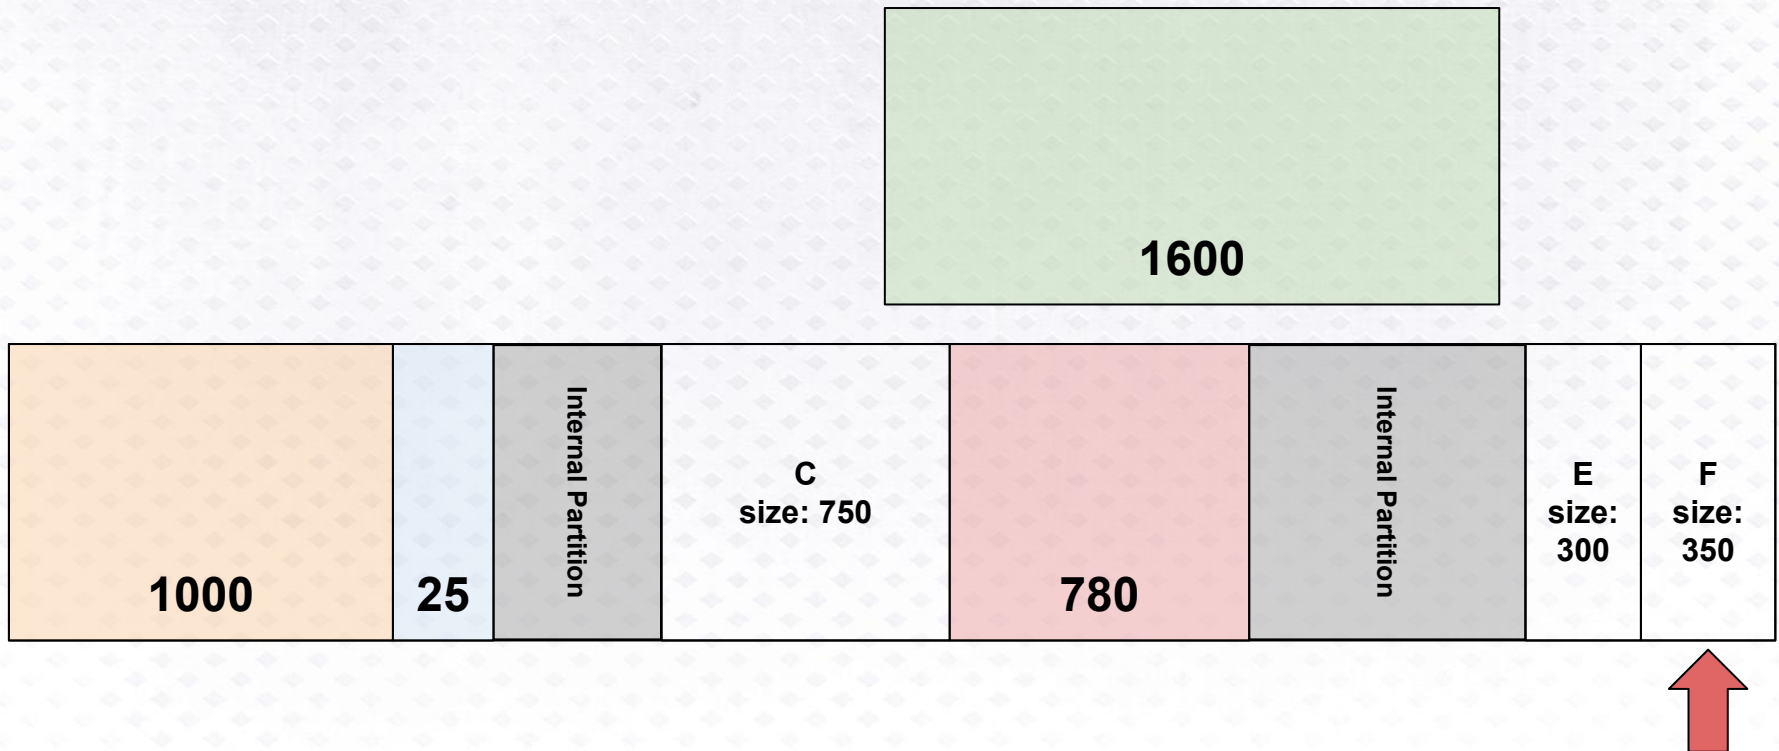 1600
1000
25
Internal Partition
C
size: 750
780
Internal Partition
E
size:
300
F
size:
350